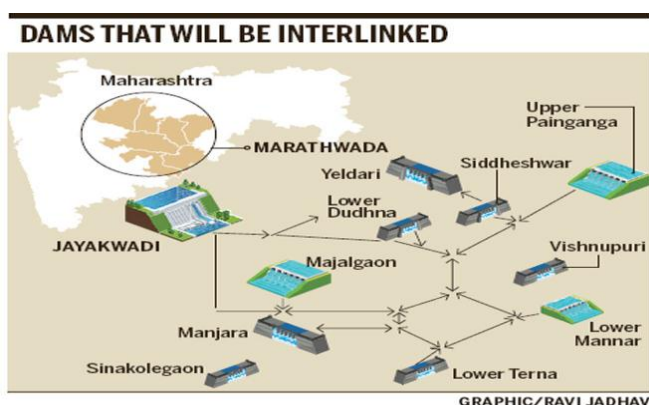 DAMS THAT WILL BE INTERLINKED
Maharashtra
MARATHWADA
Upper
Painganga
Siddheshwar
Yeldari
Lower
Dudhna
JAYAKWADI
Majalgaon
Vishnupuri
Manjara
Lower
Mannar
Sinakolegaon
Lower Terna
GRAPHIC/RAVI JADHAV